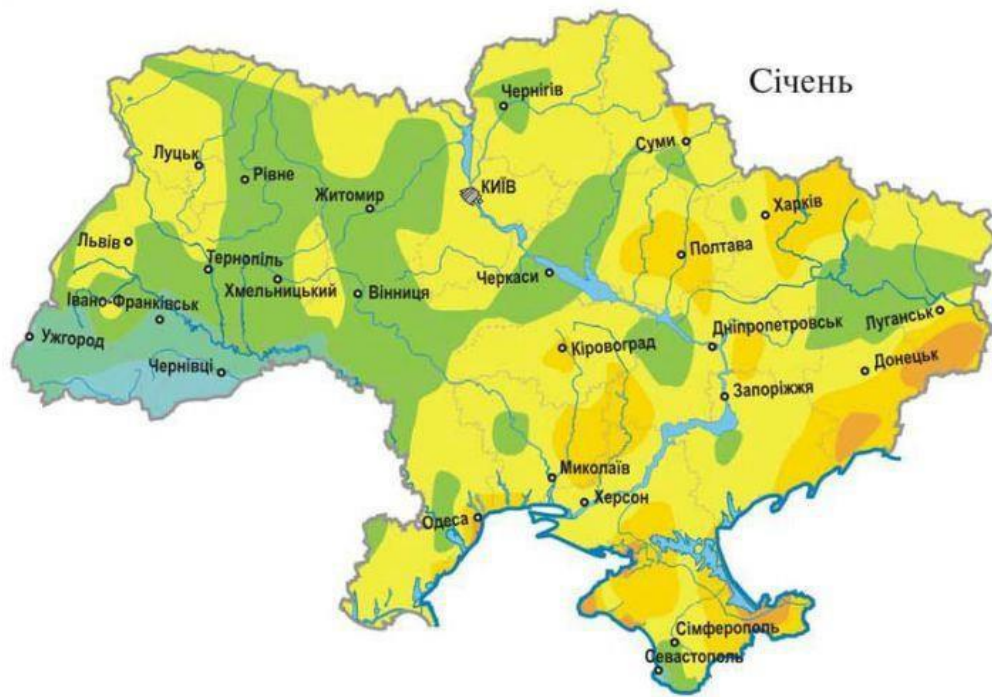 Січень
Чернігів
Суми
Луцьк
Рівне
КИЇВ
Житомир
Харків
Львів
Полтава
Тернопіль
Черкаси
Хмельницький
Вінниця
Івано-Франківськ
Луганськ
Ужгород
Дніпропетровськ
Кіровоград
Чернівці
Донецьк
Запоріжжя
Миколаїв
Херсон
Одеса
Сімферополь
Севастополь